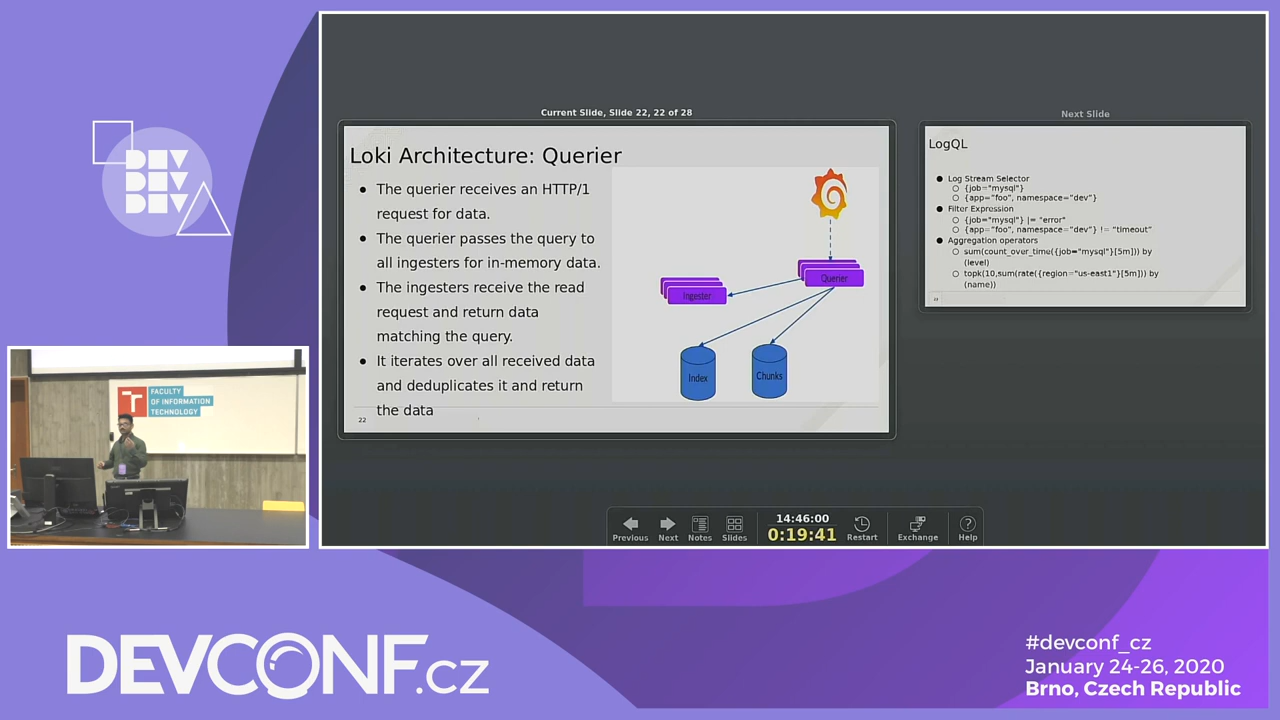 DEV
DEV
DEV
Current Slide, Slide 22, 22 of 28
Loki Architecture: Querier
● The querier receives an HTTP/1
request for data.
● The querier passes the query to
all ingesters for in-memory data.
● The ingesters receive the read
request and return data
matching the query.
● It iterates over all received data
and deduplicates it and return
the data
22
Querier
Ingester
Index
Chunks
Next Slide
LogQL
● Log Stream Selector
○ {job="mysql"}
○ {app="foo", namespace="dev"}
● Filter Expression
○ {job="mysql"} |= "error"
○ {app="foo", namespace="dev"} != "timeout"
● Aggregation operators
○ sum(count_over_time({job="mysql"}[5m])) by
(level)
○ topk(10,sum(rate({region="us-east1"}[5m])) by
(name))
FACULTY
OF INFORMATION
TECHNOLOGY
Previous
Next
Notes
Slides
14:46:00
0:19:41
Restart
Exchange
Help
DEVCONF.cz
#devconf_cz
January 24-26, 2020
Brno, Czech Republic